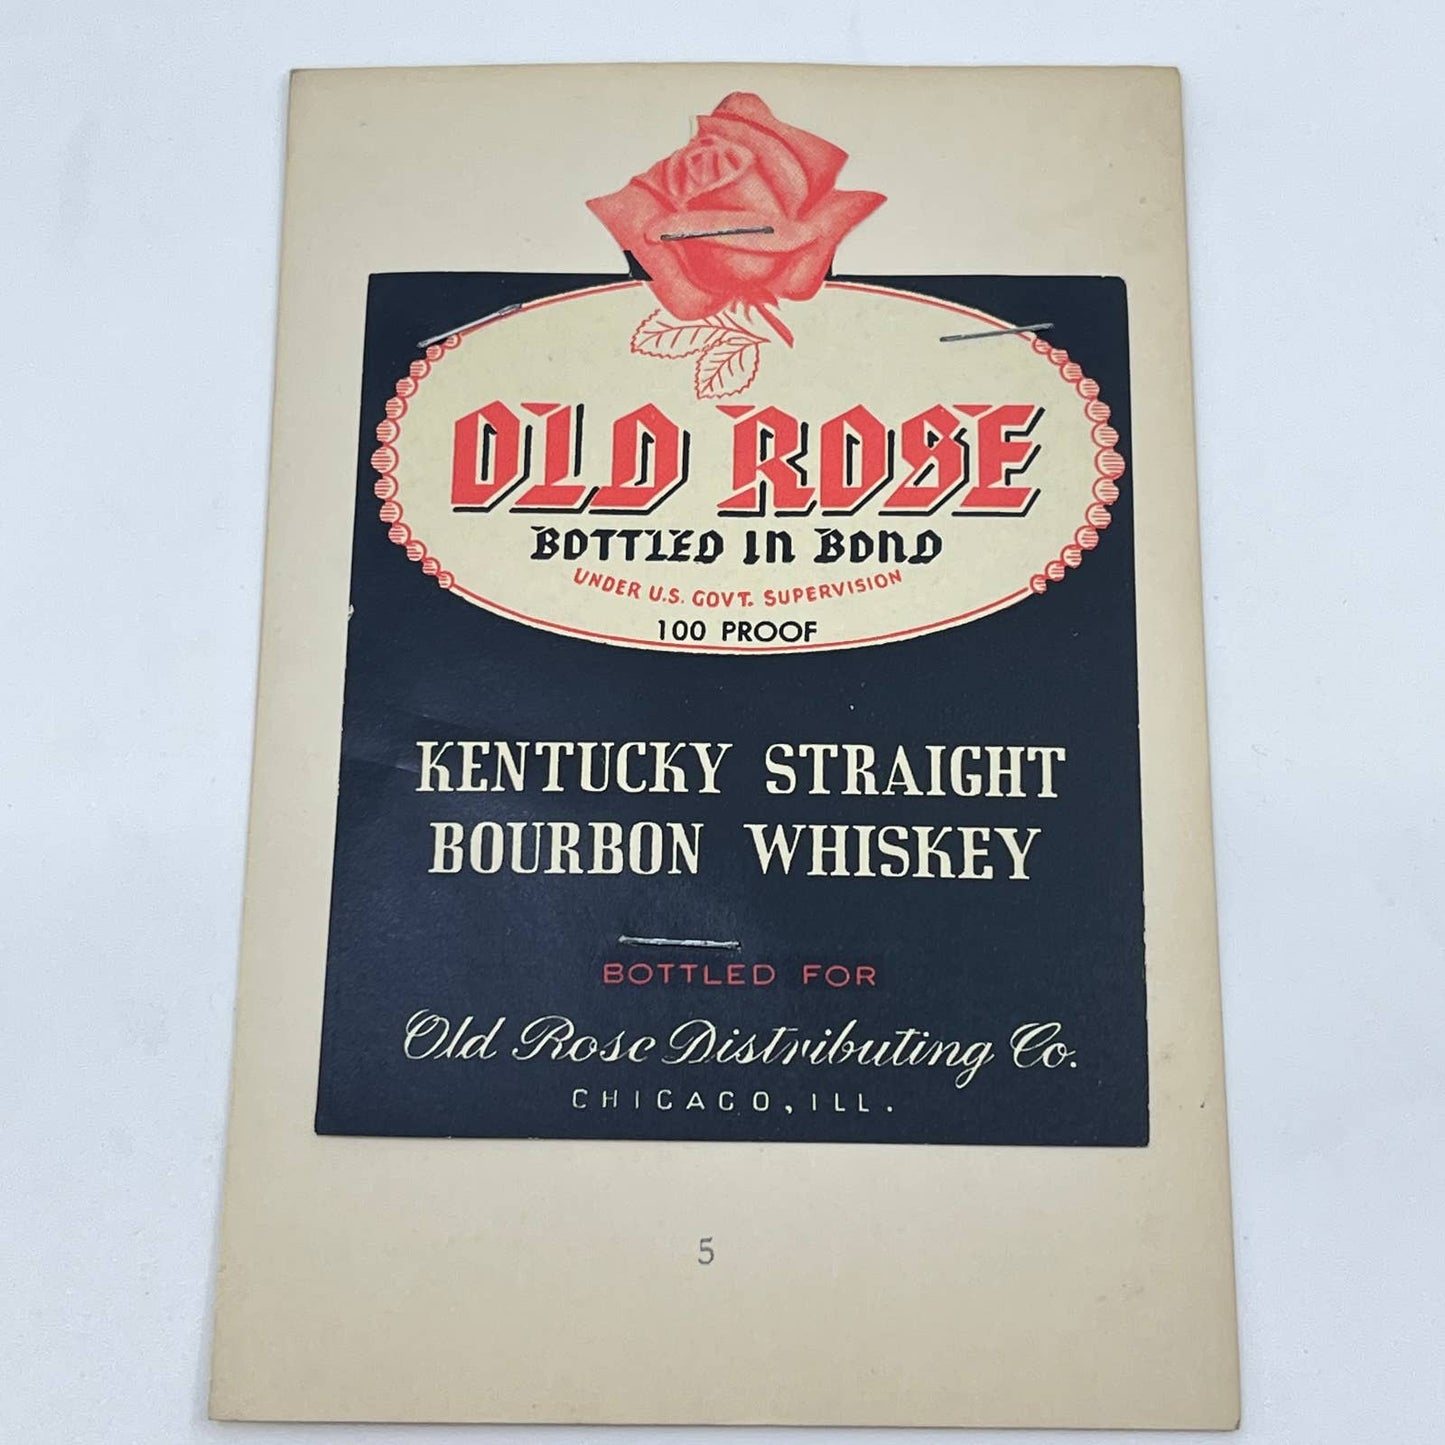 OLD ROSE
BOTTLED IN BOND
UNDER U.S. GOVT. SUPERVISION
100 PROOF
KENTUCKY STRAIGHT
BOURBON WHISKEY
BOTTLED FOR
Old Rose Distributing Co.
CHICAGO, ILL.
5